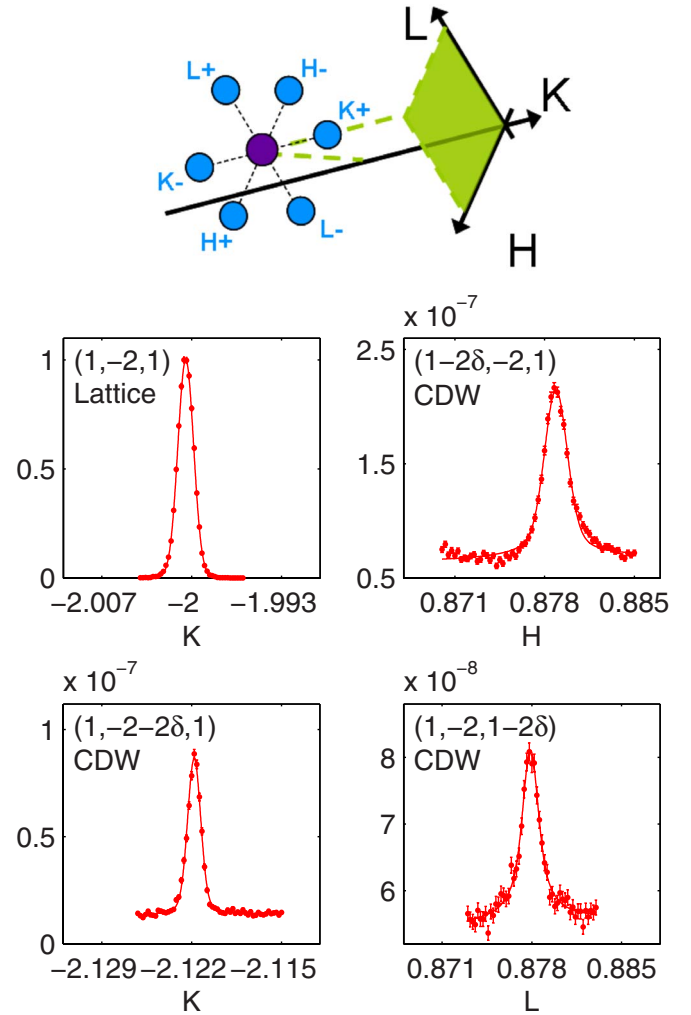 L
K
H
L+
H-
K+
K-
H+
L-
(1,−2,1)
Lattice
1
0.5
0
−2.007
−2
−1.993
K
x 10⁻⁷
(1−2δ,−2,1)
CDW
2.5
1.5
0.5
0.871
0.878
0.885
H
x 10⁻⁷
(1,−2−2δ,1)
CDW
1
0.5
0
−2.129
−2.122
−2.115
K
x 10⁻⁸
(1,−2,1−2δ)
CDW
8
7
6
0.871
0.878
0.885
L